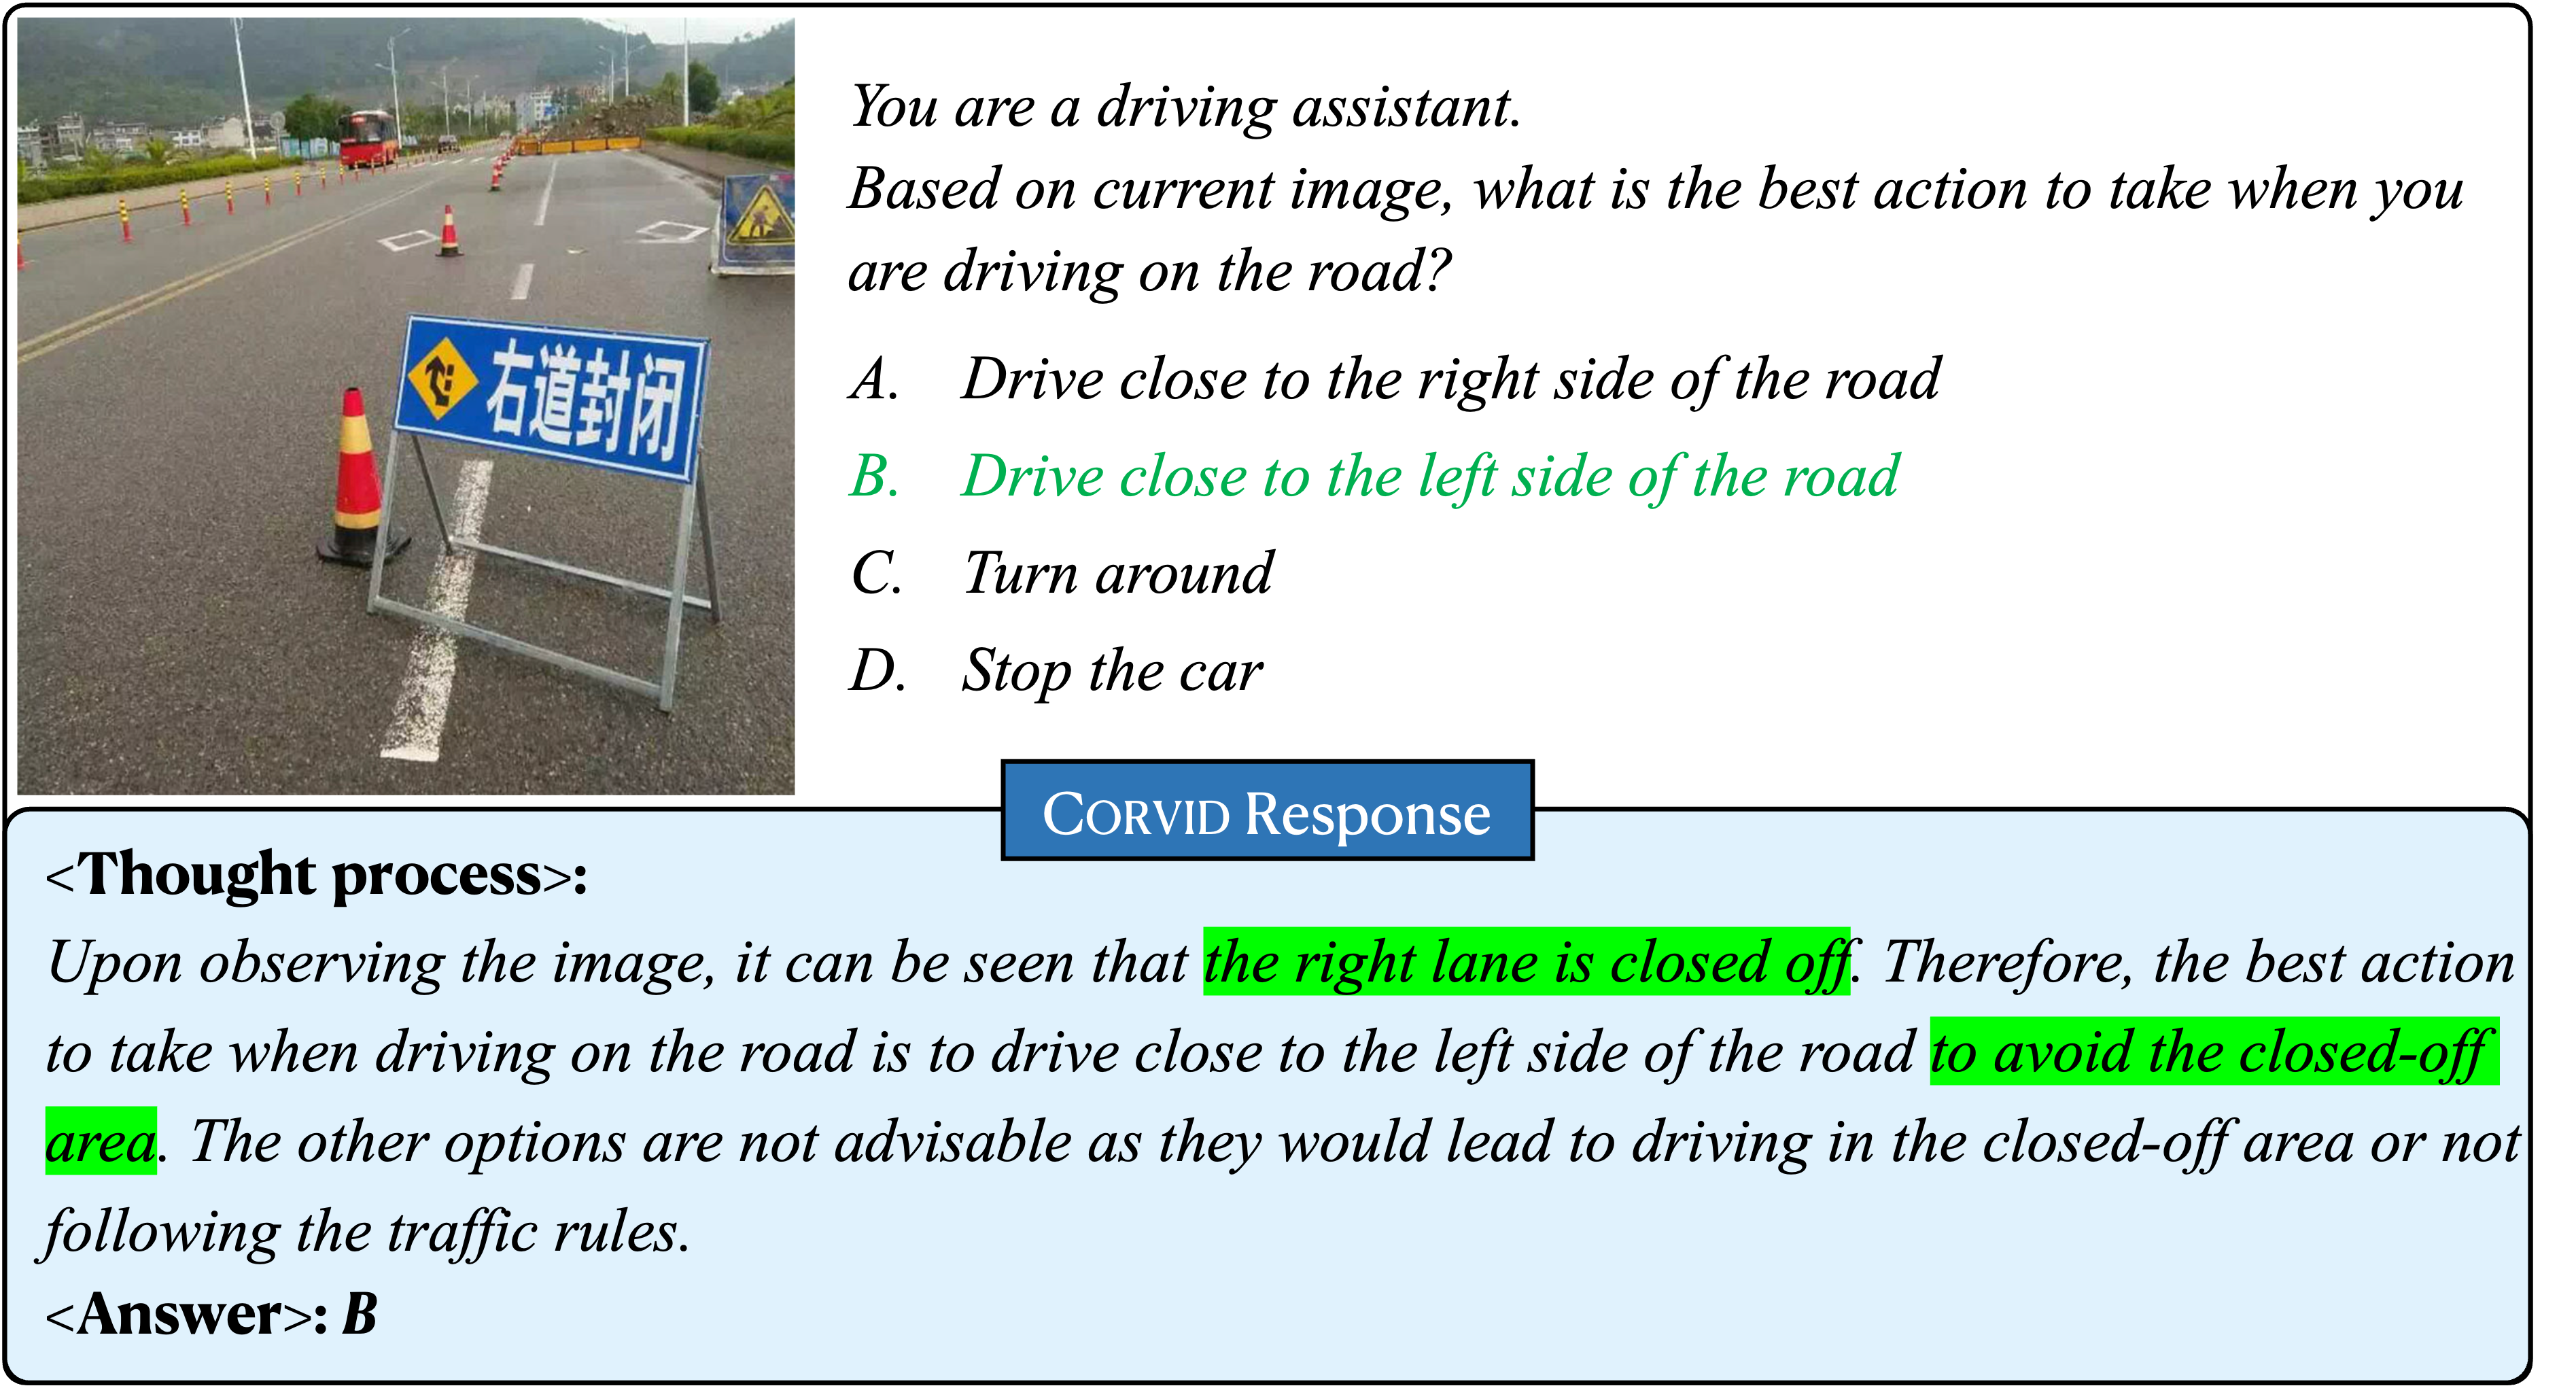 右道封闭
You are a driving assistant.
Based on current image, what is the best action to take when you
are driving on the road?
A. Drive close to the right side of the road
B. Drive close to the left side of the road
C. Turn around
D. Stop the car
CORVID Response
<Thought process>:
Upon observing the image, it can be seen that the right lane is closed off. Therefore, the best action
to take when driving on the road is to drive close to the left side of the road to avoid the closed-off
area. The other options are not advisable as they would lead to driving in the closed-off area or not
following the traffic rules.
<Answer>: B